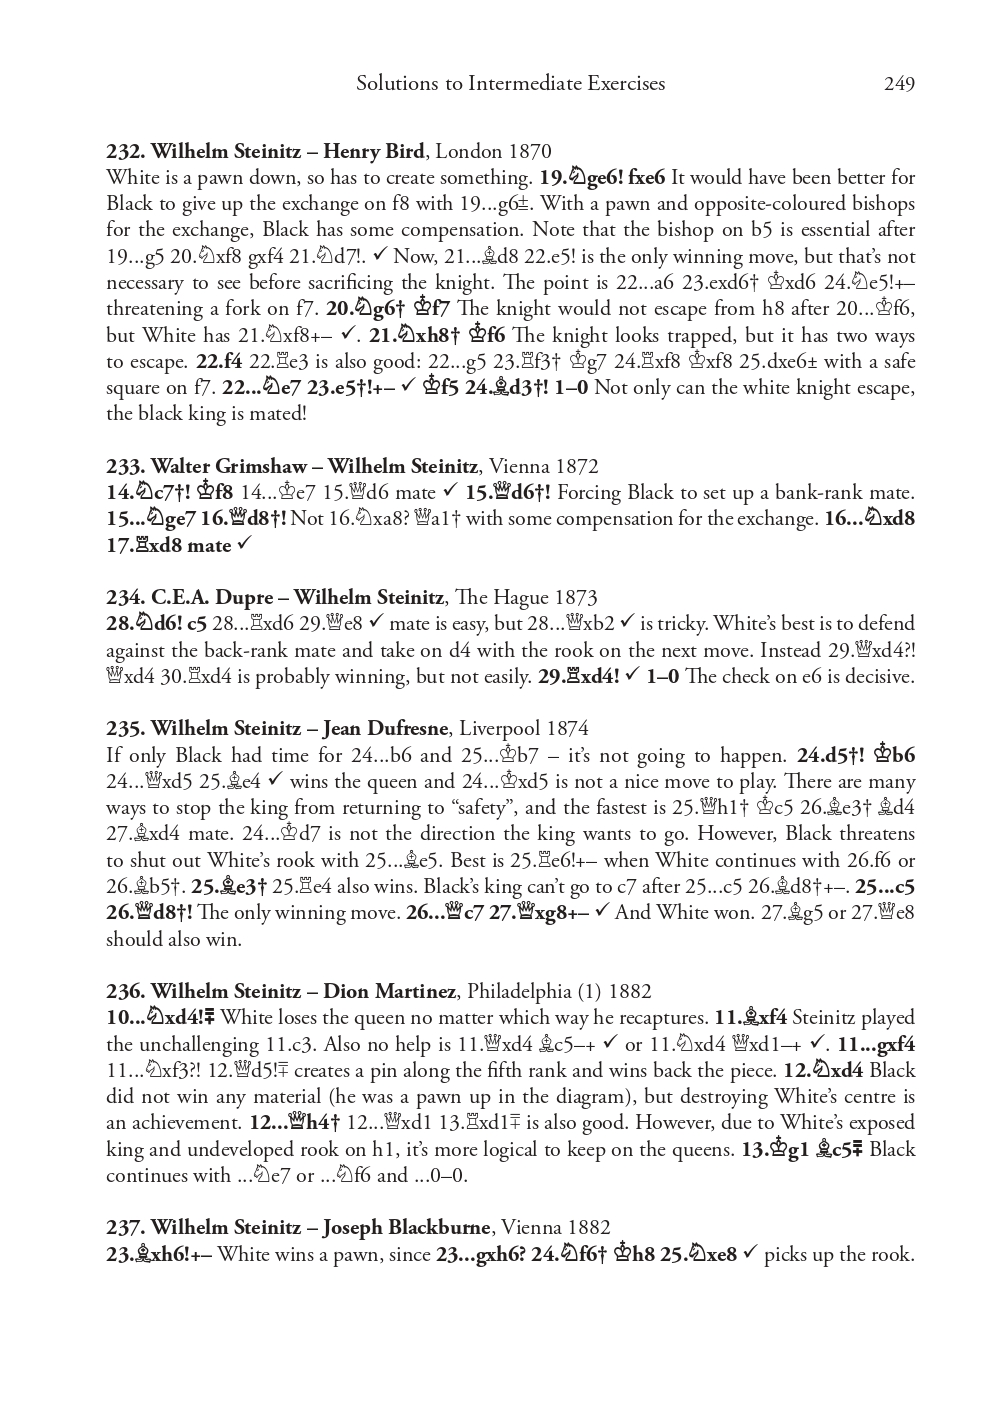 Solutions to Intermediate Exercises 249
232. Wilhelm Steinitz – Henry Bird, London 1870
White is a pawn down, so has to create something. 19.♘ge6! fxe6 It would have been better for
Black to give up the exchange on f8 with 19...g6±. With a pawn and opposite-coloured bishops
for the exchange, Black has some compensation. Note that the bishop on b5 is essential after
19...g5 20.♘xf8 gxf4 21.♘d7!. ✓ Now, 21...♗d8 22.e5! is the only winning move, but that’s not
necessary to see before sacrificing the knight. The point is 22...a6 23.exd6† ♔xd6 24.♘e5!+–
threatening a fork on f7. 20.♘g6† ♔f7 The knight would not escape from h8 after 20...♔f6,
but White has 21.♘xf8+– ✓. 21.♘xh8† ♔f6 The knight looks trapped, but it has two ways
to escape. 22.f4 22.♖e3 is also good: 22...g5 23.♖f3† ♔g7 24.♖xf8 ♔xf8 25.dxe6± with a safe
square on f7. 22...♘e7 23.e5†!+– ✓ ♔f5 24.♗d3†! 1–0 Not only can the white knight escape,
the black king is mated!
233. Walter Grimshaw – Wilhelm Steinitz, Vienna 1872
14.♘c7†! ♔f8 14...♔e7 15.♕d6 mate ✓ 15.♕d6†! Forcing Black to set up a bank-rank mate.
15...♘ge7 16.♕d8†! Not 16.♘xa8? ♕a1† with some compensation for the exchange. 16...♘xd8
17.♖xd8 mate ✓
234. C.E.A. Dupre – Wilhelm Steinitz, The Hague 1873
28.♘d6! c5 28...♖xd6 29.♕e8 ✓ mate is easy, but 28...♕xb2 ✓ is tricky. White’s best is to defend
against the back-rank mate and take on d4 with the rook on the next move. Instead 29.♕xd4?!
♕xd4 30.♖xd4 is probably winning, but not easily. 29.♖xd4! ✓ 1–0 The check on e6 is decisive.
235. Wilhelm Steinitz – Jean Dufresne, Liverpool 1874
If only Black had time for 24...b6 and 25...♔b7 – it’s not going to happen. 24.d5†! ♔b6
24...♕xd5 25.♗e4 ✓ wins the queen and 24...♔xd5 is not a nice move to play. There are many
ways to stop the king from returning to “safety”, and the fastest is 25.♕h1† ♔c5 26.♗e3† ♗d4
27.♗xd4 mate. 24...♔d7 is not the direction the king wants to go. However, Black threatens
to shut out White’s rook with 25...♗e5. Best is 25.♖e6!+– when White continues with 26.f6 or
26.♗b5†. 25.♗e3† 25.♖e4 also wins. Black’s king can’t go to c7 after 25...c5 26.♗d8†+–. 25...c5
26.♕d8†! The only winning move. 26...♕c7 27.♕xg8+– ✓ And White won. 27.♗g5 or 27.♕e8
should also win.
236. Wilhelm Steinitz – Dion Martinez, Philadelphia (1) 1882
10...♘xd4!∓ White loses the queen no matter which way he recaptures. 11.♗xf4 Steinitz played
the unchallenging 11.c3. Also no help is 11.♕xd4 ♗c5–+ ✓ or 11.♘xd4 ♕xd1–+ ✓. 11...gxf4
11...♘xf3?! 12.♕d5!∓ creates a pin along the fifth rank and wins back the piece. 12.♘xd4 Black
did not win any material (he was a pawn up in the diagram), but destroying White’s centre is
an achievement. 12...♕h4† 12...♕xd1 13.♖xd1∓ is also good. However, due to White’s exposed
king and undeveloped rook on h1, it’s more logical to keep on the queens. 13.♔g1 ♗c5∓ Black
continues with ...♘e7 or ...♘f6 and ...0–0.
237. Wilhelm Steinitz – Joseph Blackburne, Vienna 1882
23.♗xh6!+– White wins a pawn, since 23...gxh6? 24.♘f6† ♔h8 25.♘xe8 ✓ picks up the rook.